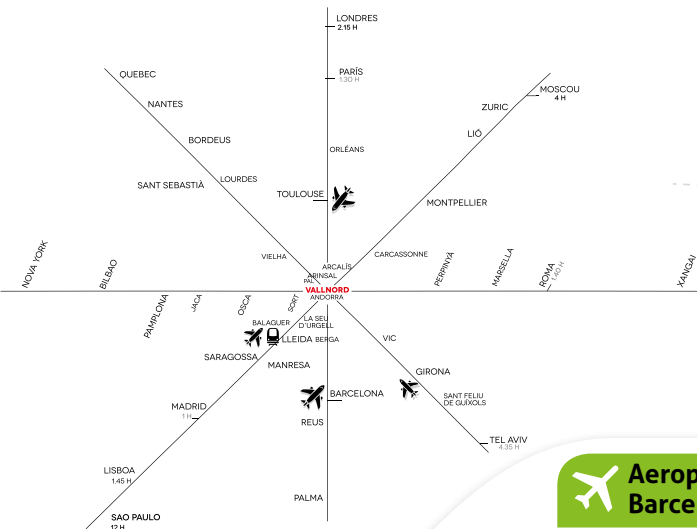 LONDRES
2.15 H
QUEBEC
PARÍS
1.30 H
MOSCOU
4 H
NANTES
ZURIC
LIÓ
BORDEUS
ORLÉANS
SANT SEBASTIÀ
LOURDES
TOULOUSE
MONTPELLIER
NOVA YORK
BILBAO
VIELHA
CARCASSONNE
PERPINYÀ
MARSELLA
ROMA
1.40 H
XANGAI
ARCALÍS
ARINSAL
PAL
VALLNORD
ANDORRA
PAMPLONA
JACA
OSCA
SORT
BALAGUER
LA SEU
D'URGELL
LLEIDA
BERGA
VIC
SARAGOSSA
MANRESA
GIRONA
MADRID
1 H
BARCELONA
SANT FELIU
DE GUÍXOLS
REUS
TEL AVIV
4.35 H
LISBOA
1.45 H
PALMA
SAO PAULO
12 H
Aerop
Barce